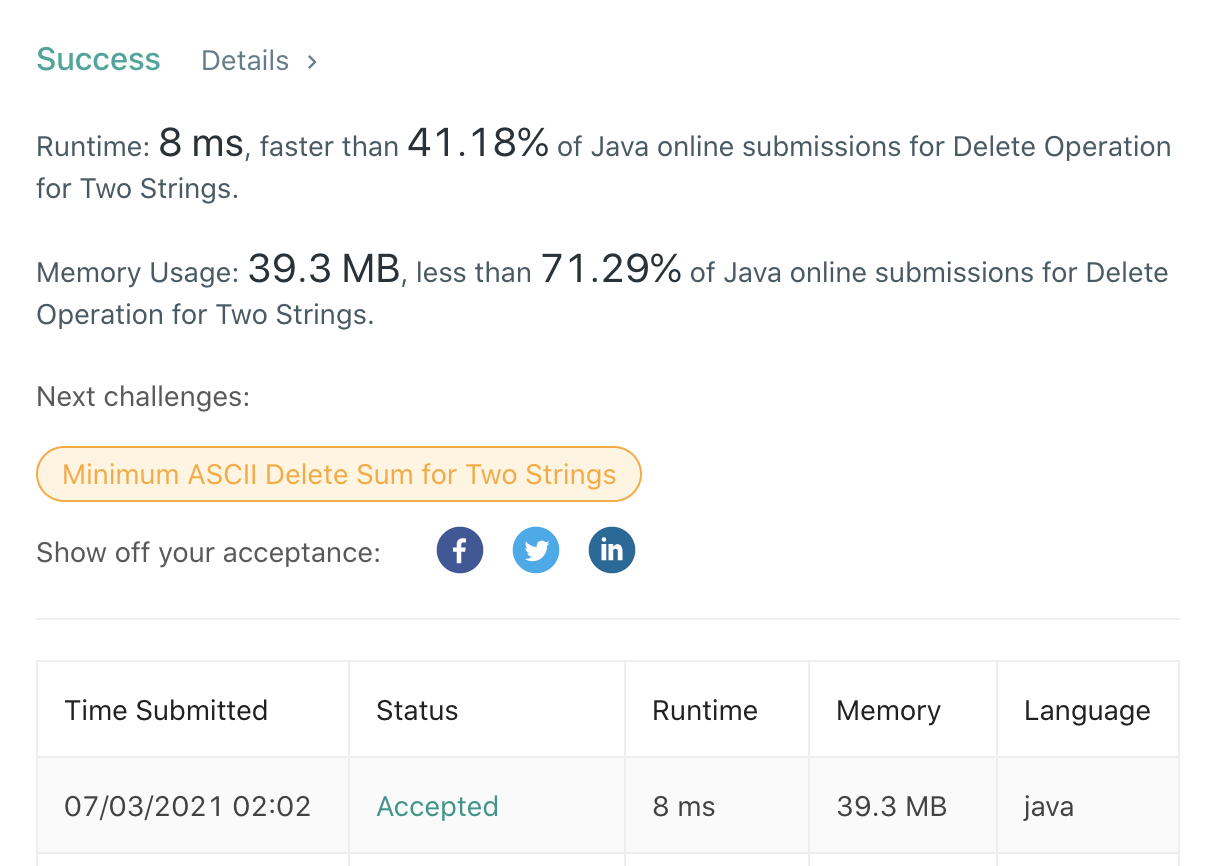 Success Details >
Runtime: 8 ms, faster than 41.18% of Java online submissions for Delete Operation
for Two Strings.
Memory Usage: 39.3 MB, less than 71.29% of Java online submissions for Delete
Operation for Two Strings.
Next challenges:
Minimum ASCII Delete Sum for Two Strings
Show off your acceptance: f in
Time Submitted Status Runtime Memory Language
07/03/2021 02:02 Accepted 8 ms 39.3 MB java